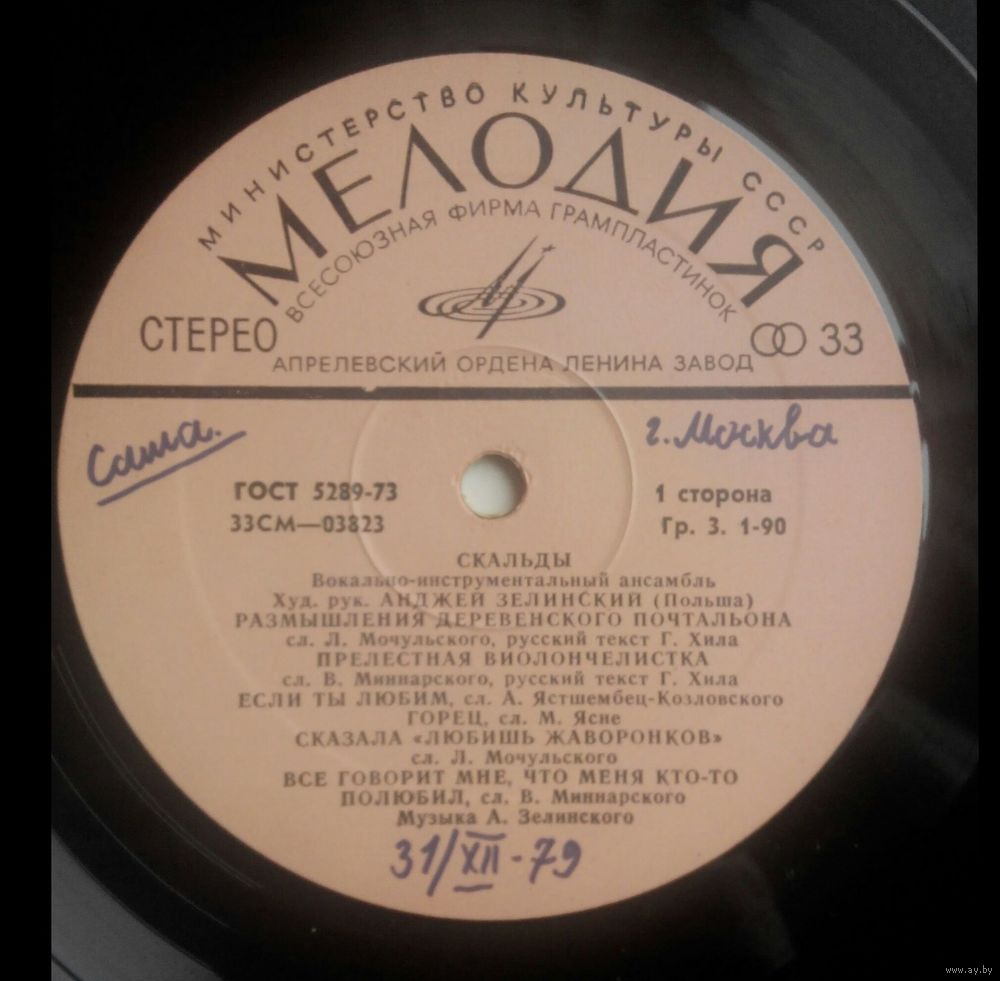 МИНИСТЕРСТВО КУЛЬТУРЫ СССР
МЕЛОДИЯ
ВСЕСОЮЗНАЯ ФИРМА ГРАМПЛАСТИНОК
СТЕРЕО
33
АПРЕЛЕВСКИЙ ОРДЕНА ЛЕНИНА ЗАВОД
Саша.
г. Москва
ГОСТ 5289-73
1 сторона
33СМ—03823
Гр. 3. 1-90
СКАЛЬДЫ
Вокально-инструментальный ансамбль
Худ. рук. АНДЖЕЙ ЗЕЛИНСКИЙ (Польша)
РАЗМЫШЛЕНИЯ ДЕРЕВЕНСКОГО ПОЧТАЛЬОНА
сл. Л. Мочульского, русский текст Г. Хила
ПРЕЛЕСТНАЯ ВИОЛОНЧЕЛИСТКА
сл. В. Миннарского, русский текст Г. Хила
ЕСЛИ ТЫ ЛЮБИМ, сл. А. Ястшембец-Козловского
ГОРЕЦ, сл. М. Ясне
СКАЗАЛА «ЛЮБИШЬ ЖАВОРОНКОВ»
сл. Л. Мочульского
ВСЕ ГОВОРИТ МНЕ, ЧТО МЕНЯ КТО-ТО
ПОЛЮБИЛ, сл. В. Миннарского
Музыка А. Зелинского
31/XII-79
www.ay.by